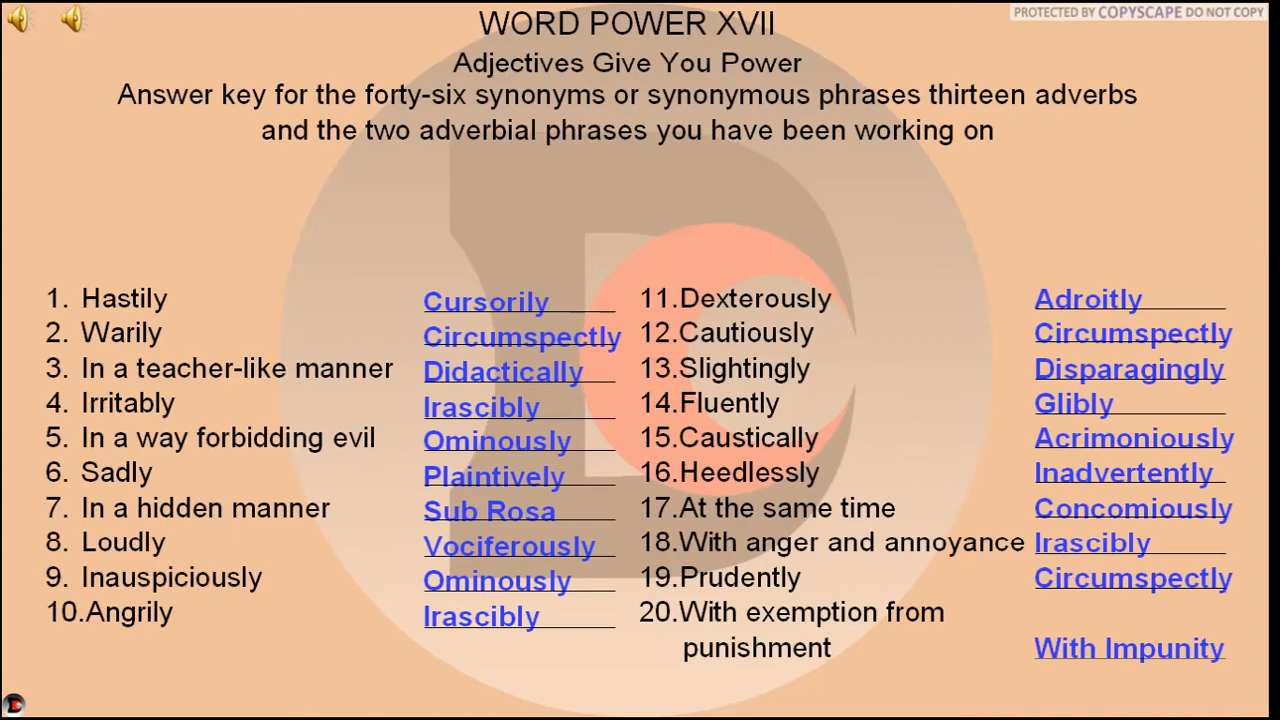 PROTECTED BY COPYSCAPE DO NOT COPY
WORD POWER XVII
Adjectives Give You Power
Answer key for the forty-six synonyms or synonymous phrases thirteen adverbs
and the two adverbial phrases you have been working on
1. Hastily Cursorily
2. Warily Circumspectly
3. In a teacher-like manner Didactically
4. Irritably Irascibly
5. In a way forbidding evil Ominously
6. Sadly Plaintively
7. In a hidden manner Sub Rosa
8. Loudly Vociferously
9. Inauspiciously Ominously
10.Angrily Irascibly
11.Dexterously Adroitly
12.Cautiously Circumspectly
13.Slightingly Disparagingly
14.Fluently Glibly
15.Caustically Acrimoniously
16.Heedlessly Inadvertently
17.At the same time Concomiously
18.With anger and annoyance Irascibly
19.Prudently Circumspectly
20.With exemption from
punishment With Impunity